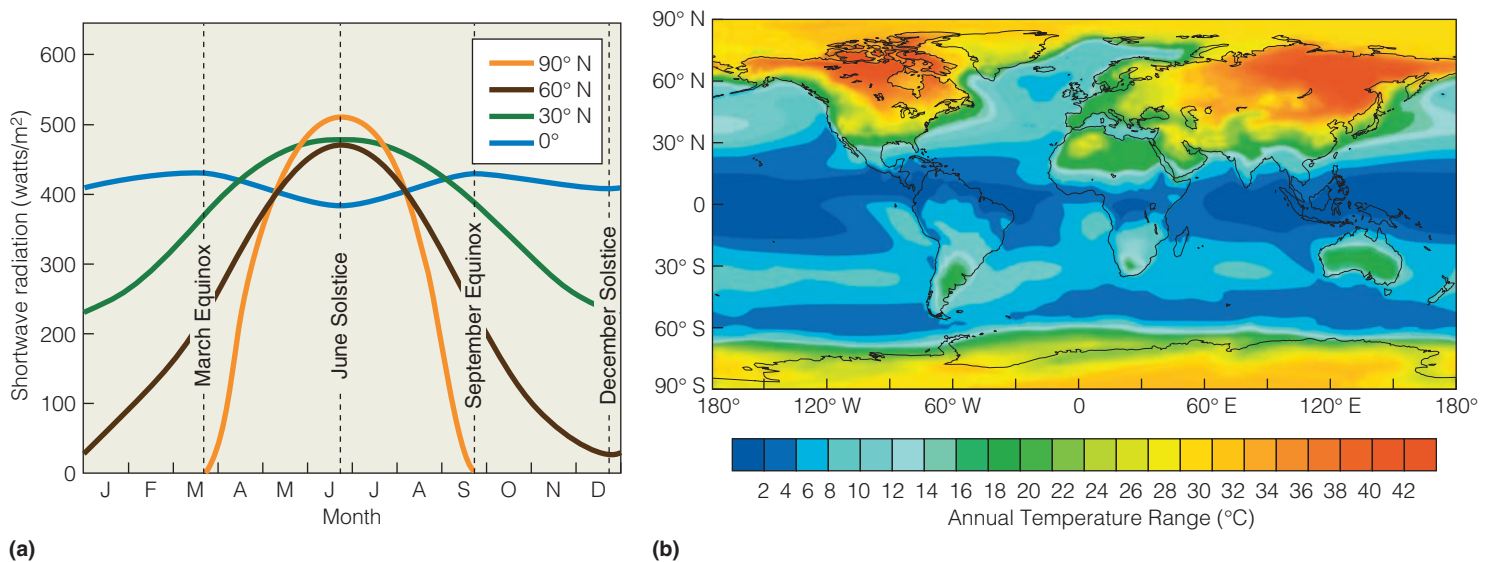 600
500
400
300
200
100
0
Shortwave radiation (watts/m²)
90° N
60° N
30° N
0°
March Equinox
June Solstice
September Equinox
December Solstice
J F M A M J J A S O N D
Month
(a)
90° N
60° N
30° N
0
30° S
60° S
90° S
180° 120° W 60° W 0 60° E 120° E 180°
2 4 6 8 10 12 14 16 18 20 22 24 26 28 30 32 34 36 38 40 42
Annual Temperature Range (°C)
(b)